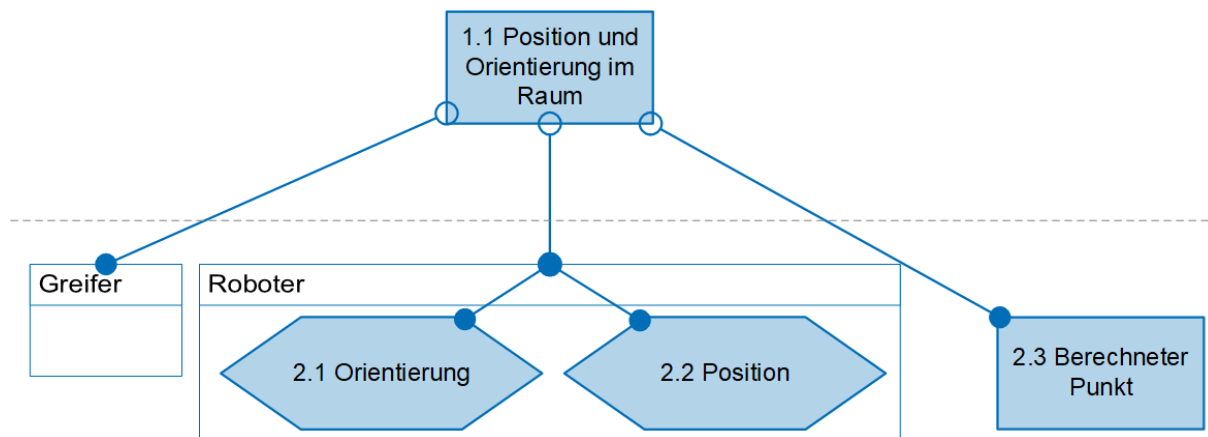 1.1 Position und
Orientierung im
Raum
Greifer
Roboter
2.1 Orientierung
2.2 Position
2.3 Berechneter
Punkt